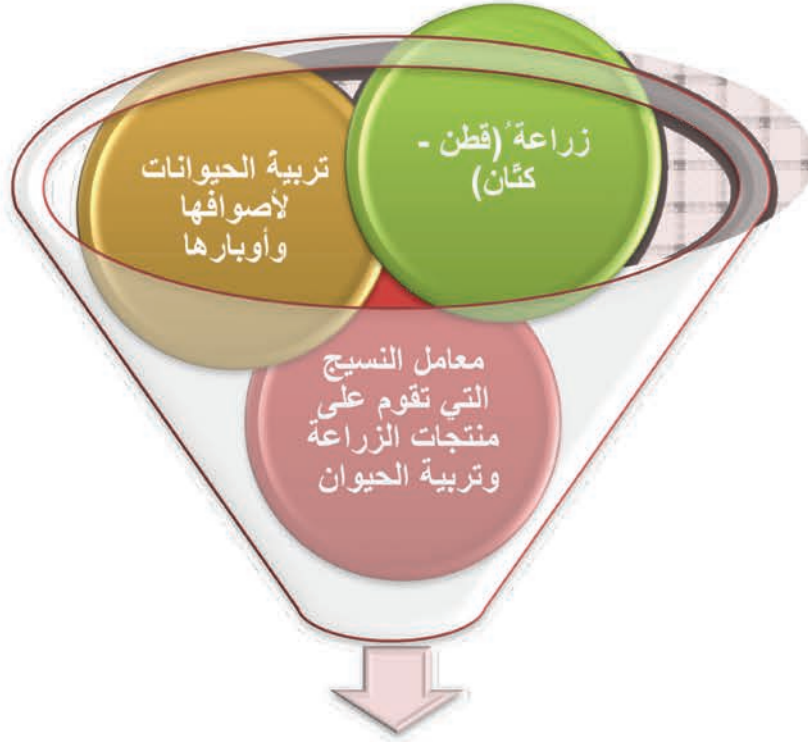 زراعةُ (قطن -
كتَّان)
تربية الحيوانات
لأصوافها
وأوبارها
معامل النسيج
التي تقوم على
منتجات الزراعة
وتربية الحيوان